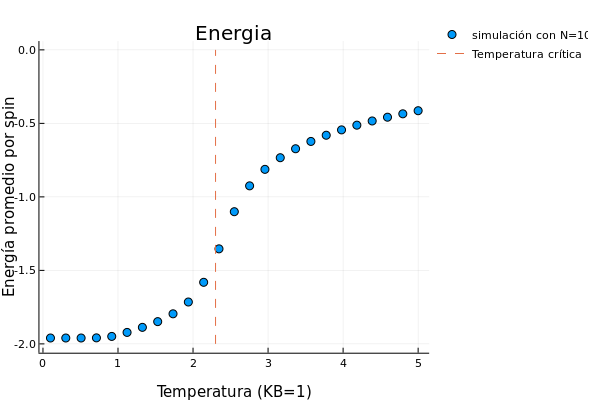 Energia
simulación con N=10
Temperatura crítica
Energía promedio por spin
0.0
-0.5
-1.0
-1.5
-2.0
0 1 2 3 4 5
Temperatura (KB=1)